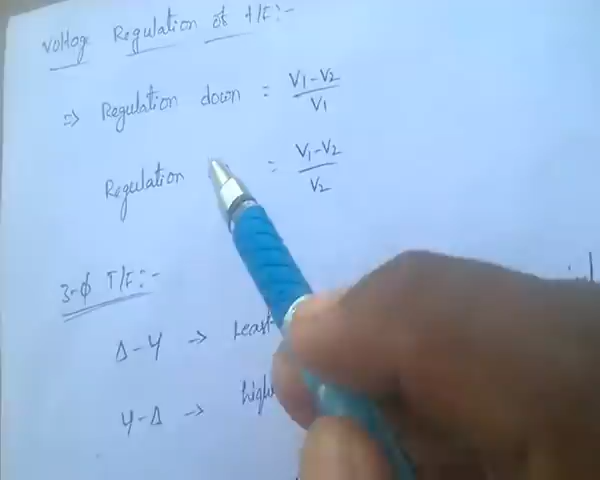 Voltage Regulation of T/F:-
=> Regulation down = V1-V2 / V1
Regulation = V1-V2 / V2
3-ϕ T/F:-
Δ-Y → Least
Y-Δ →